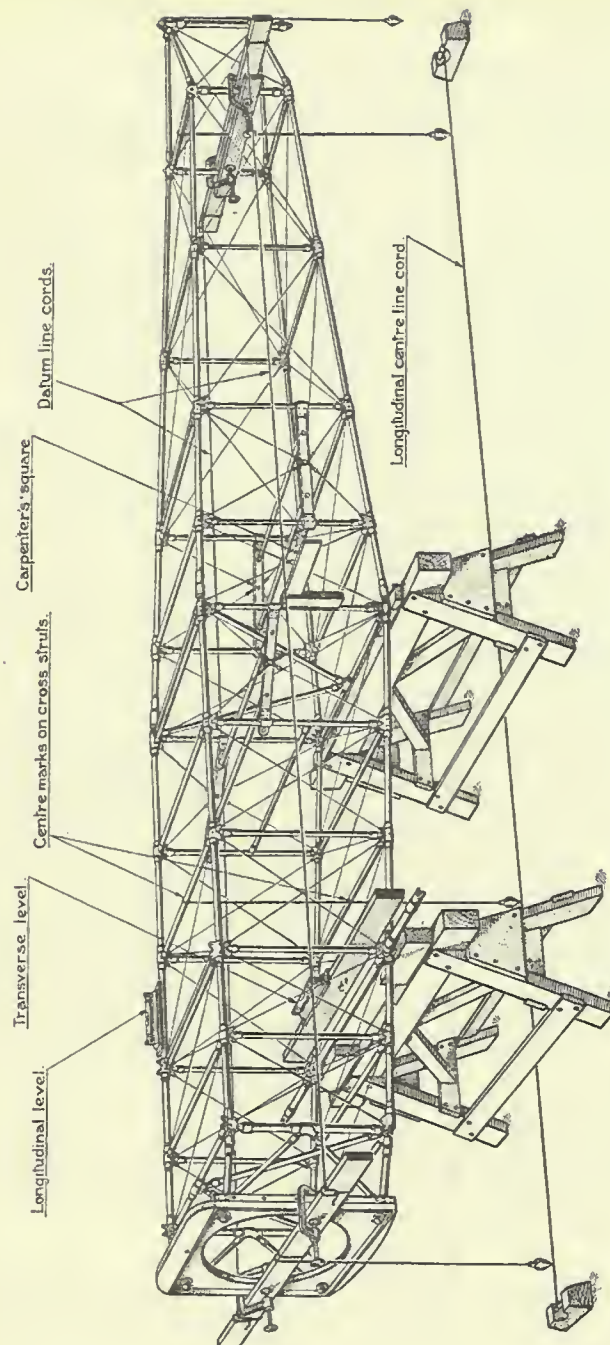 Longitudinal level.
Transverse level.
Centre marks on cross struts.
Carpenter's square
Datum line cords.
Longitudinal centre line cord.